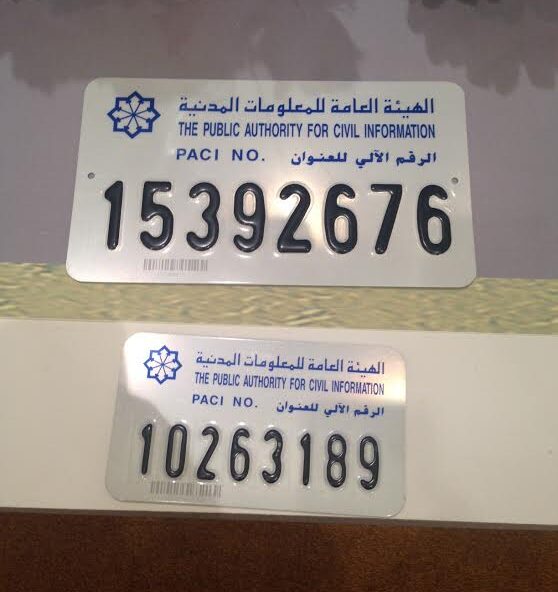 الهيئة العامة للمعلومات المدنية
THE PUBLIC AUTHORITY FOR CIVIL INFORMATION
PACI NO. الرقم الآلي للعنوان
15392676
الهيئة العامة للمعلومات المدنية
THE PUBLIC AUTHORITY FOR CIVIL INFORMATION
PACI NO. الرقم الآلي للعنوان
10263189